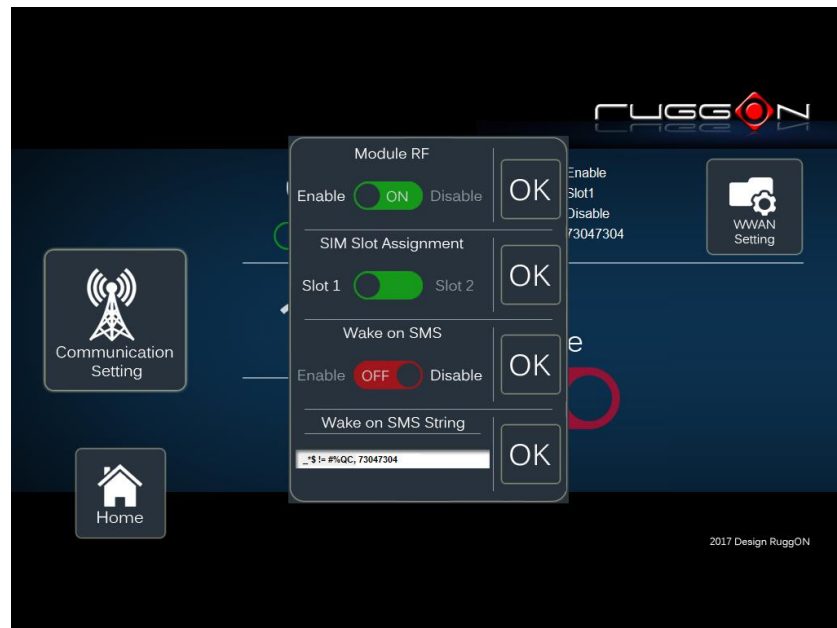 RUGGON
Module RF
Enable ON Disable
OK
SIM Slot Assignment
Slot 1 Slot 2
OK
Wake on SMS
Enable OFF Disable
OK
Wake on SMS String
_*$ != #%QC, 73047304
OK
Enable
Slot1
Disable
73047304
WWAN
Setting
Communication
Setting
e
Home
2017 Design RuggON